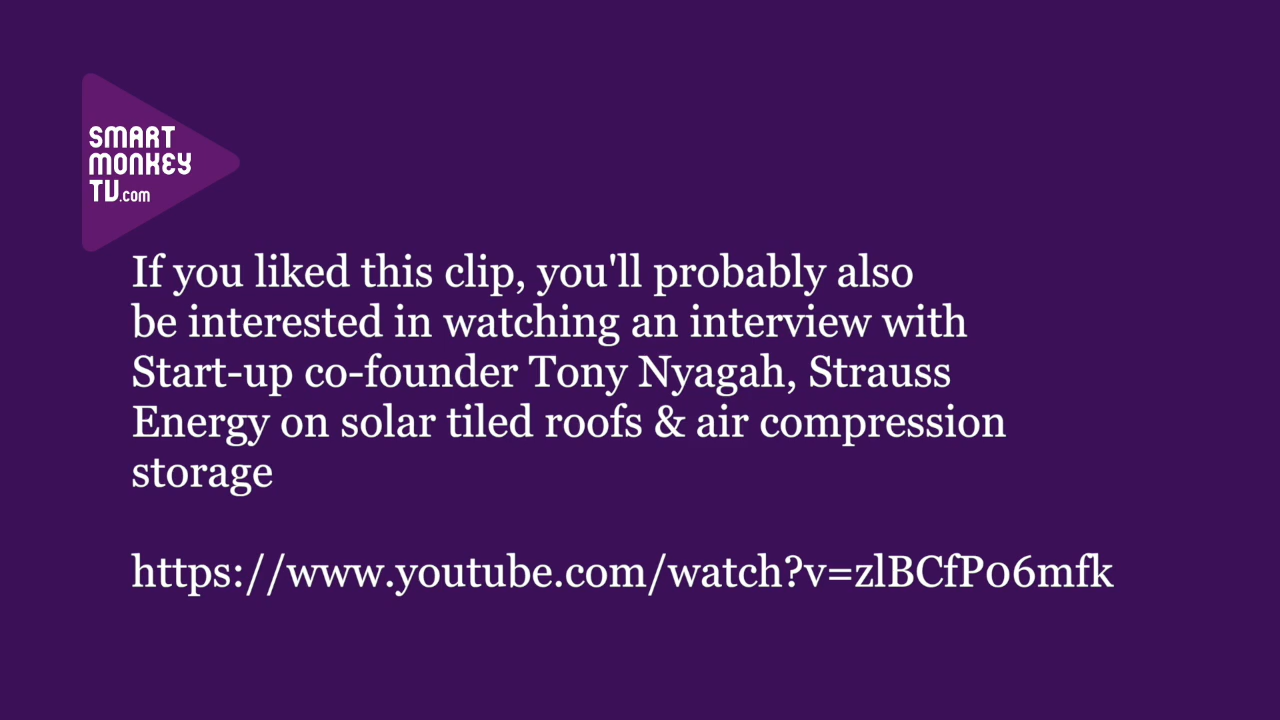 SMART
MONKEY
TV.com
If you liked this clip, you'll probably also
be interested in watching an interview with
Start-up co-founder Tony Nyagah, Strauss
Energy on solar tiled roofs & air compression
storage
https://www.youtube.com/watch?v=zlBCfP06mfk